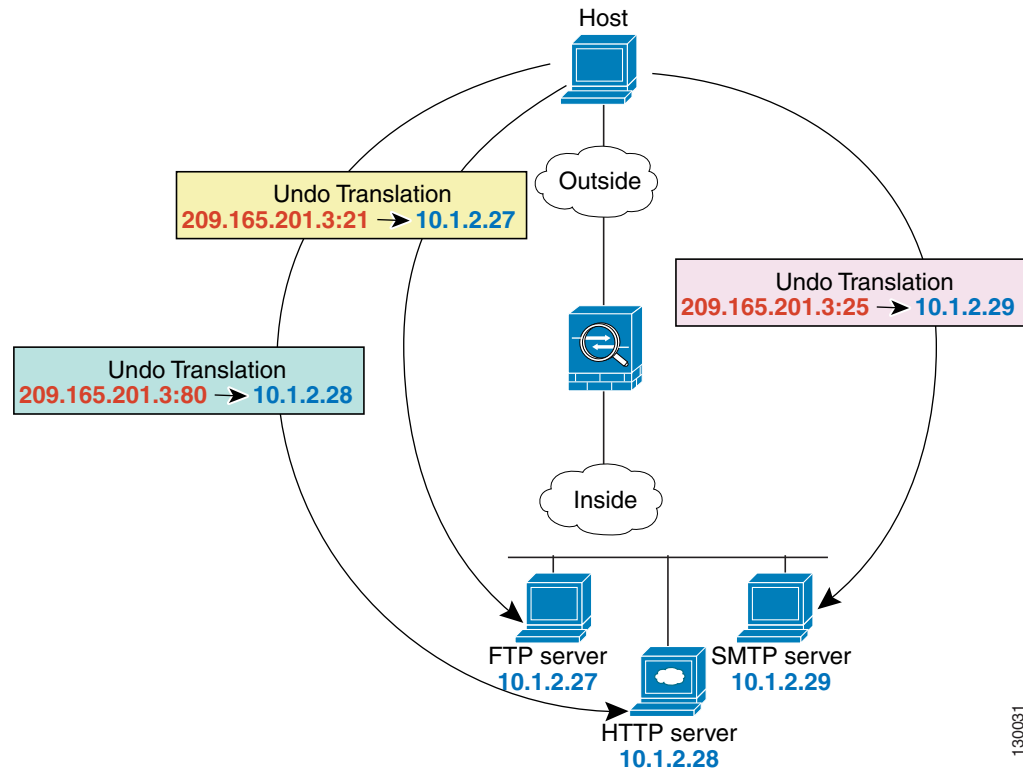 Host
Outside
Undo Translation
209.165.201.3:21 → 10.1.2.27
Undo Translation
209.165.201.3:25 → 10.1.2.29
Undo Translation
209.165.201.3:80 → 10.1.2.28
Inside
FTP server
10.1.2.27
SMTP server
10.1.2.29
HTTP server
10.1.2.28
130031